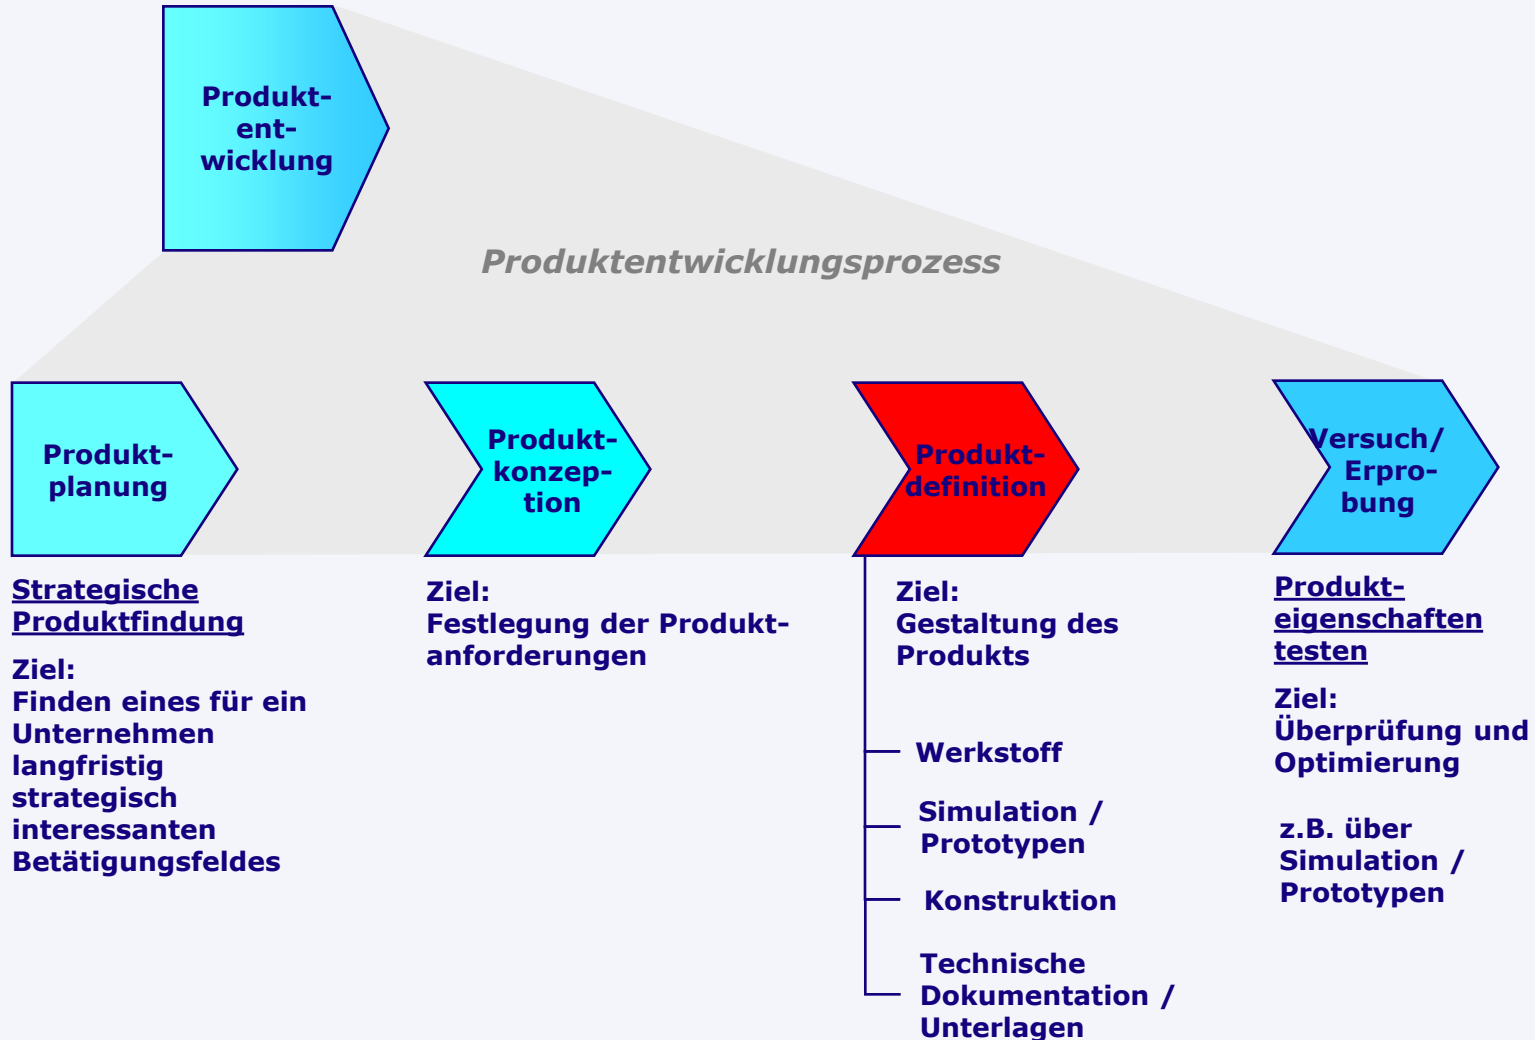 Produkt-
ent-
wicklung
Produktentwicklungsprozess
Produkt-
planung
Produkt-
konzep-
tion
Produkt-
definition
Versuch/
Erpro-
bung
Strategische
Produktfindung
Ziel:
Finden eines für ein
Unternehmen
langfristig
strategisch
interessanten
Betätigungsfeldes
Ziel:
Festlegung der Produkt-
anforderungen
Ziel:
Gestaltung des
Produkts
Werkstoff
Simulation /
Prototypen
Konstruktion
Technische
Dokumentation /
Unterlagen
Produkt-
eigenschaften
testen
Ziel:
Überprüfung und
Optimierung
z.B. über
Simulation /
Prototypen